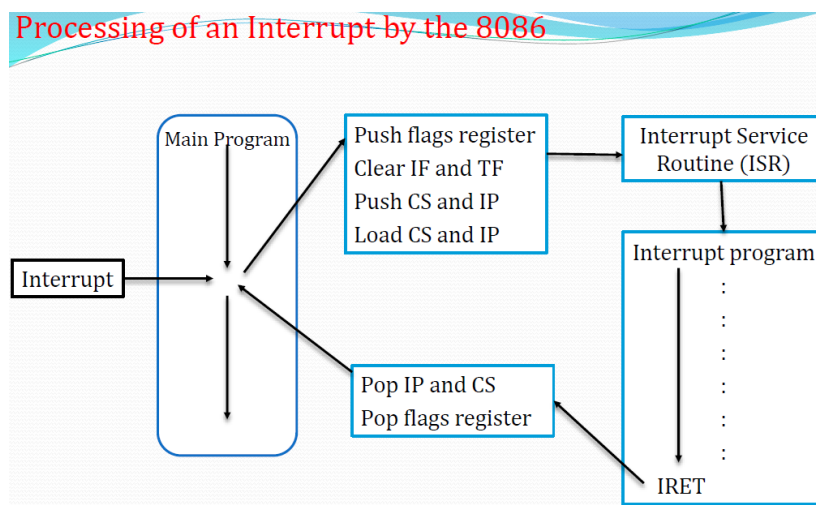 Processing of an Interrupt by the 8086
Main Program
Interrupt
Push flags register
Clear IF and TF
Push CS and IP
Load CS and IP
Interrupt Service
Routine (ISR)
Interrupt program
:
:
:
:
:
:
IRET
Pop IP and CS
Pop flags register